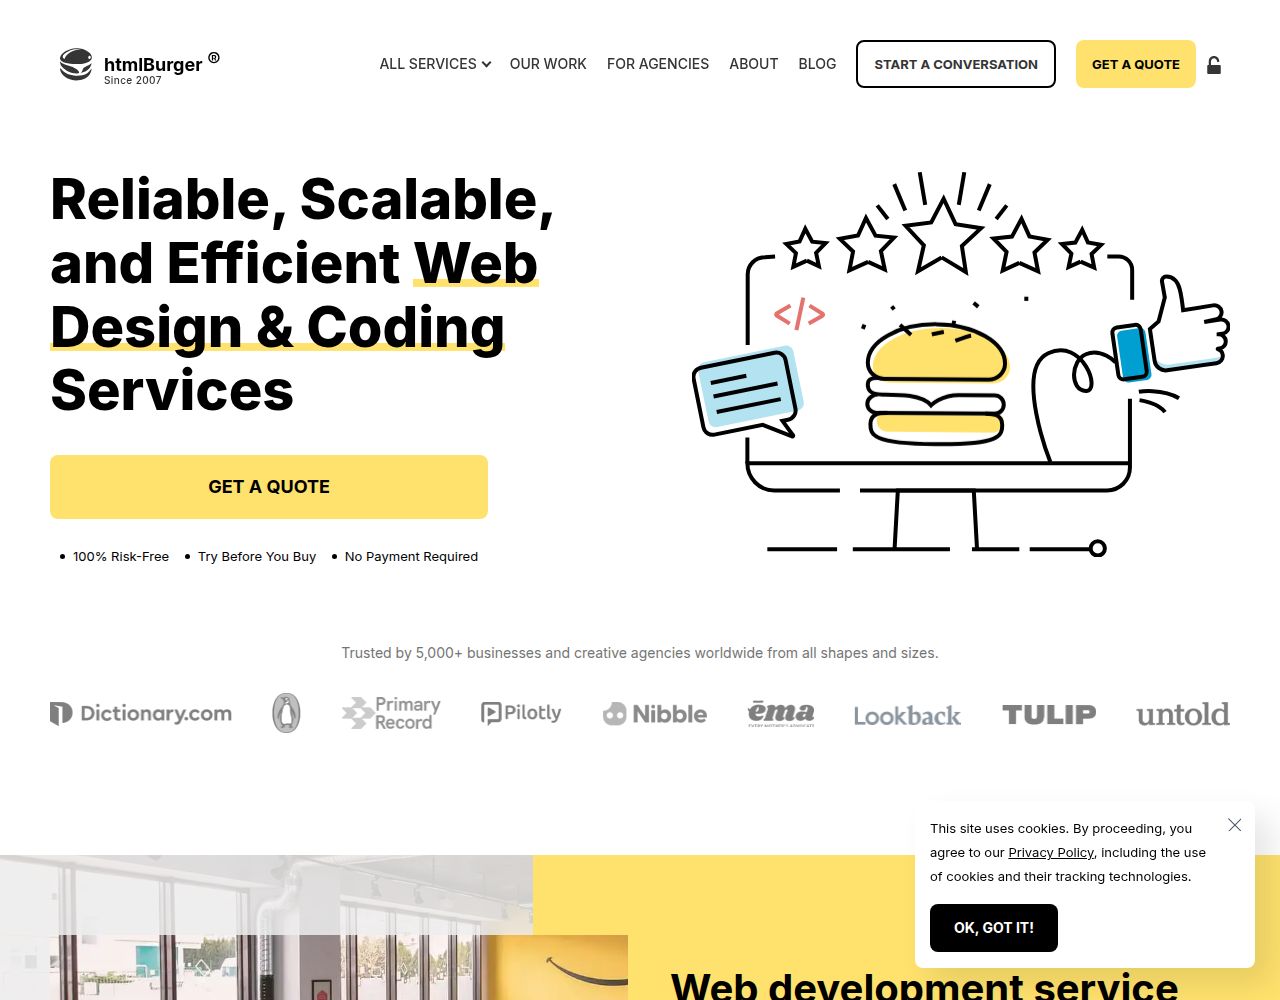 htmlBurger ®
Since 2007
ALL SERVICES
OUR WORK
FOR AGENCIES
ABOUT
BLOG
START A CONVERSATION
GET A QUOTE
Reliable, Scalable,
and Efficient Web
Design & Coding
Services
</>
GET A QUOTE
100% Risk-Free
Try Before You Buy
No Payment Required
Trusted by 5,000+ businesses and creative agencies worldwide from all shapes and sizes.
Dictionary.com
Primary
Record
Pilotly
Nibble
ēma
EVERY MOTHER'S ADVOCATE
Lookback
TULIP
untold
This site uses cookies. By proceeding, you
agree to our Privacy Policy, including the use
of cookies and their tracking technologies.
OK, GOT IT!
Web development service